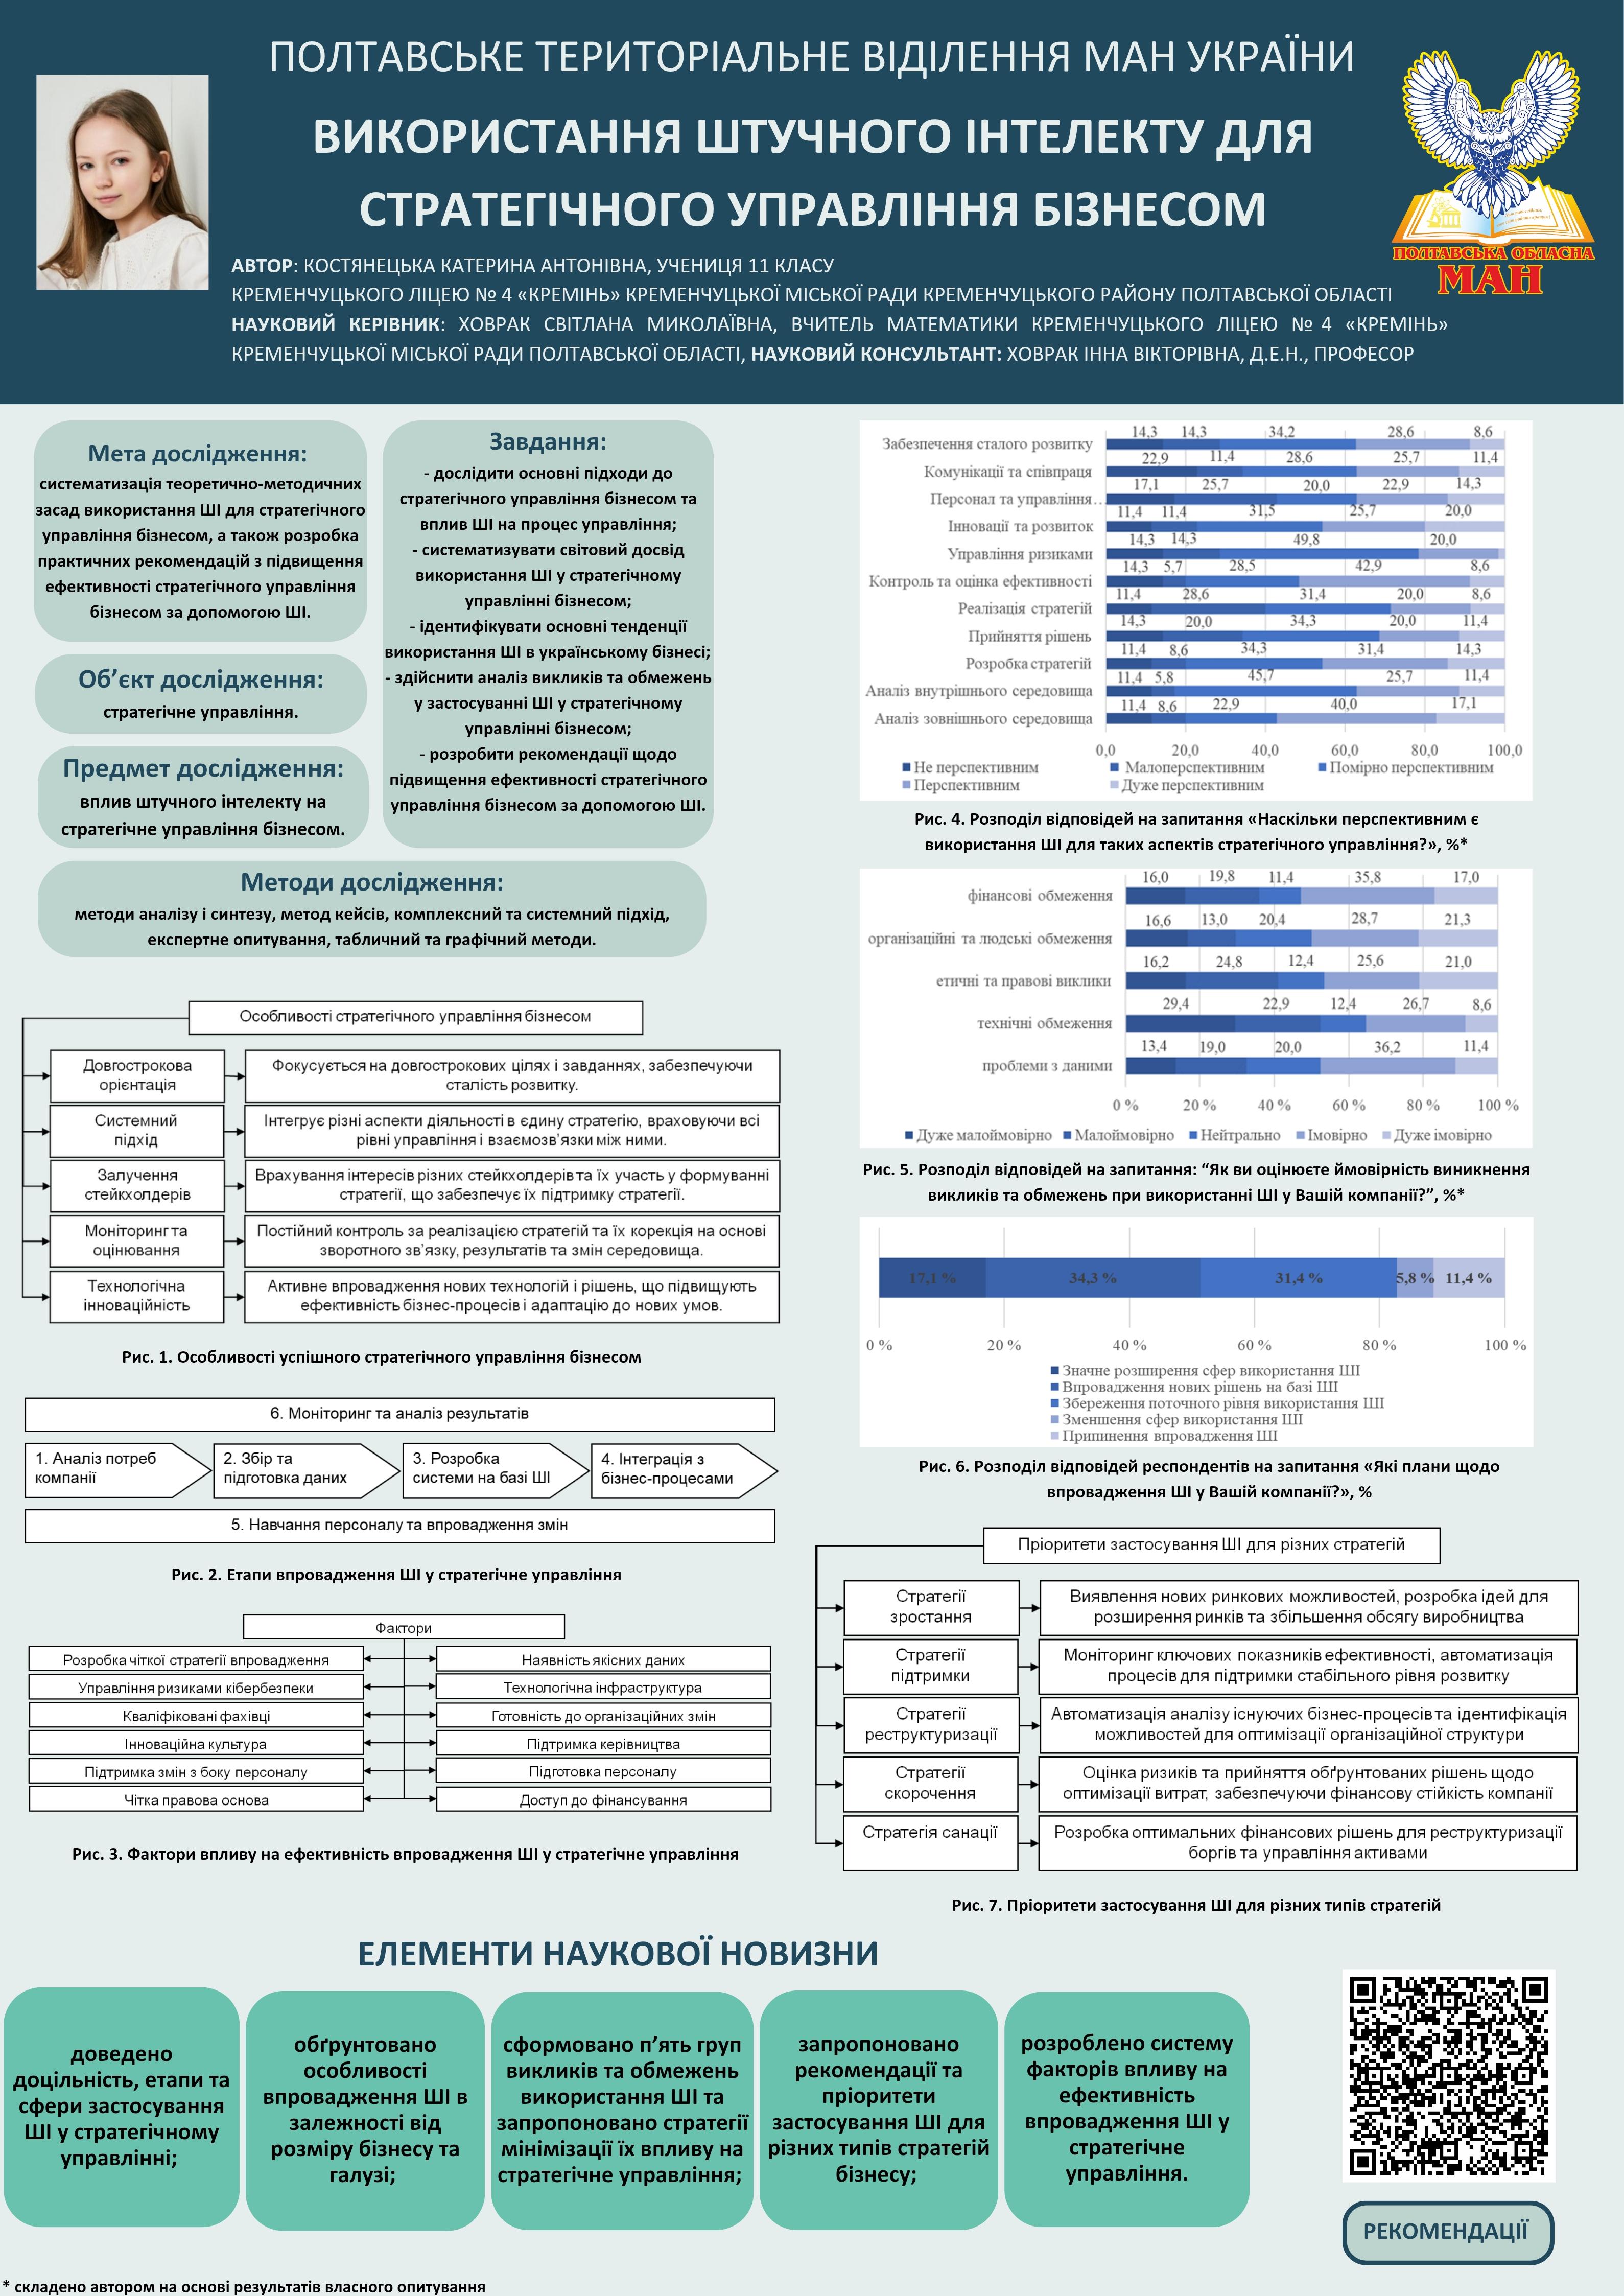 ПОЛТАВСЬКЕ ТЕРИТОРІАЛЬНЕ ВІДІЛЕННЯ МАН УКРАЇНИ
ВИКОРИСТАННЯ ШТУЧНОГО ІНТЕЛЕКТУ ДЛЯ
СТРАТЕГІЧНОГО УПРАВЛІННЯ БІЗНЕСОМ
ПОЛТАВСЬКА ОБЛАСНА
МАН
АВТОР: КОСТЯНЕЦЬКА КАТЕРИНА АНТОНІВНА, УЧЕНИЦЯ 11 КЛАСУ
КРЕМЕНЧУЦЬКОГО ЛІЦЕЮ № 4 «КРЕМІНЬ» КРЕМЕНЧУЦЬКОЇ МІСЬКОЇ РАДИ КРЕМЕНЧУЦЬКОГО РАЙОНУ ПОЛТАВСЬКОЇ ОБЛАСТІ
НАУКОВИЙ КЕРІВНИК: ХОВРАК СВІТЛАНА МИКОЛАЇВНА, ВЧИТЕЛЬ МАТЕМАТИКИ КРЕМЕНЧУЦЬКОГО ЛІЦЕЮ № 4 «КРЕМІНЬ»
КРЕМЕНЧУЦЬКОЇ МІСЬКОЇ РАДИ ПОЛТАВСЬКОЇ ОБЛАСТІ, НАУКОВИЙ КОНСУЛЬТАНТ: ХОВРАК ІННА ВІКТОРІВНА, Д.Е.Н., ПРОФЕСОР
Мета дослідження:
систематизація теоретично-методичних
засад використання ШІ для стратегічного
управління бізнесом, а також розробка
практичних рекомендацій з підвищення
ефективності стратегічного управління
бізнесом за допомогою ШІ.
Об’єкт дослідження:
стратегічне управління.
Предмет дослідження:
вплив штучного інтелекту на
стратегічне управління бізнесом.
Завдання:
- дослідити основні підходи до
стратегічного управління бізнесом та
вплив ШІ на процес управління;
- систематизувати світовий досвід
використання ШІ у стратегічному
управлінні бізнесом;
- ідентифікувати основні тенденції
використання ШІ в українському бізнесі;
- здійснити аналіз викликів та обмежень
у застосуванні ШІ у стратегічному
управлінні бізнесом;
- розробити рекомендації щодо
підвищення ефективності стратегічного
управління бізнесом за допомогою ШІ.
Методи дослідження:
методи аналізу і синтезу, метод кейсів, комплексний та системний підхід,
експертне опитування, табличний та графічний методи.
Особливості стратегічного управління бізнесом
Довгострокова
орієнтація
Фокусується на довгострокових цілях і завданнях, забезпечуючи
сталість розвитку.
Системний
підхід
Інтегрує різні аспекти діяльності в єдину стратегію, враховуючи всі
рівні управління і взаємозв’язки між ними.
Залучення
стейкхолдерів
Врахування інтересів різних стейкхолдерів та їх участь у формуванні
стратегії, що забезпечує їх підтримку стратегії.
Моніторинг та
оцінювання
Постійний контроль за реалізацією стратегій та їх корекція на основі
зворотного зв’язку, результатів та змін середовища.
Технологічна
інноваційність
Активне впровадження нових технологій і рішень, що підвищують
ефективність бізнес-процесів і адаптацію до нових умов.
Рис. 1. Особливості успішного стратегічного управління бізнесом
6. Моніторинг та аналіз результатів
1. Аналіз потреб
компанії
2. Збір та
підготовка даних
3. Розробка
системи на базі ШІ
4. Інтеграція з
бізнес-процесами
5. Навчання персоналу та впровадження змін
Рис. 2. Етапи впровадження ШІ у стратегічне управління
Фактори
Розробка чіткої стратегії впровадження
Наявність якісних даних
Управління ризиками кібербезпеки
Технологічна інфраструктура
Кваліфіковані фахівці
Готовність до організаційних змін
Інноваційна культура
Підтримка керівництва
Підтримка змін з боку персоналу
Підготовка персоналу
Чітка правова основа
Доступ до фінансування
Рис. 3. Фактори впливу на ефективність впровадження ШІ у стратегічне управління
14,3 14,3 34,2 28,6 8,6
Забезпечення сталого розвитку
22,9 11,4 28,6 25,7 11,4
Комунікації та співпраця
17,1 25,7 20,0 22,9 14,3
Персонал та управління…
11,4 11,4 31,5 25,7 20,0
Інновації та розвиток
14,3 14,3 49,8 20,0
Управління ризиками
14,3 5,7 28,5 42,9 8,6
Контроль та оцінка ефективності
11,4 28,6 31,4 20,0 8,6
Реалізація стратегій
14,3 20,0 34,3 20,0 11,4
Прийняття рішень
11,4 8,6 34,3 31,4 14,3
Розробка стратегій
11,4 5,8 45,7 25,7 11,4
Аналіз внутрішнього середовища
11,4 8,6 22,9 40,0 17,1
Аналіз зовнішнього середовища
0,0 20,0 40,0 60,0 80,0 100,0
Не перспективним Малоперспективним Помірно перспективним
Перспективним Дуже перспективним
Рис. 4. Розподіл відповідей на запитання «Наскільки перспективним є
використання ШІ для таких аспектів стратегічного управління?», %*
16,0 19,8 11,4 35,8 17,0
фінансові обмеження
16,6 13,0 20,4 28,7 21,3
організаційні та людські обмеження
16,2 24,8 12,4 25,6 21,0
етичні та правові виклики
29,4 22,9 12,4 26,7 8,6
технічні обмеження
13,4 19,0 20,0 36,2 11,4
проблеми з даними
0 % 20 % 40 % 60 % 80 % 100 %
Дуже малоймовірно Малоймовірно Нейтрально Імовірно Дуже імовірно
Рис. 5. Розподіл відповідей на запитання: “Як ви оцінюєте ймовірність виникнення
викликів та обмежень при використанні ШІ у Вашій компанії?”, %*
17,1 % 34,3 % 31,4 % 5,8 % 11,4 %
0 % 20 % 40 % 60 % 80 % 100 %
Значне розширення сфер використання ШІ
Впровадження нових рішень на базі ШІ
Збереження поточного рівня використання ШІ
Зменшення сфер використання ШІ
Припинення впровадження ШІ
Рис. 6. Розподіл відповідей респондентів на запитання «Які плани щодо
впровадження ШІ у Вашій компанії?», %
Пріоритети застосування ШІ для різних стратегій
Стратегії
зростання
Виявлення нових ринкових можливостей, розробка ідей для
розширення ринків та збільшення обсягу виробництва
Стратегії
підтримки
Моніторинг ключових показників ефективності, автоматизація
процесів для підтримки стабільного рівня розвитку
Стратегії
реструктуризації
Автоматизація аналізу існуючих бізнес-процесів та ідентифікація
можливостей для оптимізації організаційної структури
Стратегії
скорочення
Оцінка ризиків та прийняття обґрунтованих рішень щодо
оптимізації витрат, забезпечуючи фінансову стійкість компанії
Стратегія санації
Розробка оптимальних фінансових рішень для реструктуризації
боргів та управління активами
Рис. 7. Пріоритети застосування ШІ для різних типів стратегій
ЕЛЕМЕНТИ НАУКОВОЇ НОВИЗНИ
доведено
доцільність, етапи та
сфери застосування
ШІ у стратегічному
управлінні;
обґрунтовано
особливості
впровадження ШІ в
залежності від
розміру бізнесу та
галузі;
сформовано п’ять груп
викликів та обмежень
використання ШІ та
запропоновано стратегії
мінімізації їх впливу на
стратегічне управління;
запропоновано
рекомендації та
пріоритети
застосування ШІ для
різних типів стратегій
бізнесу;
розроблено систему
факторів впливу на
ефективність
впровадження ШІ у
стратегічне
управління.
РЕКОМЕНДАЦІЇ
* складено автором на основі результатів власного опитування